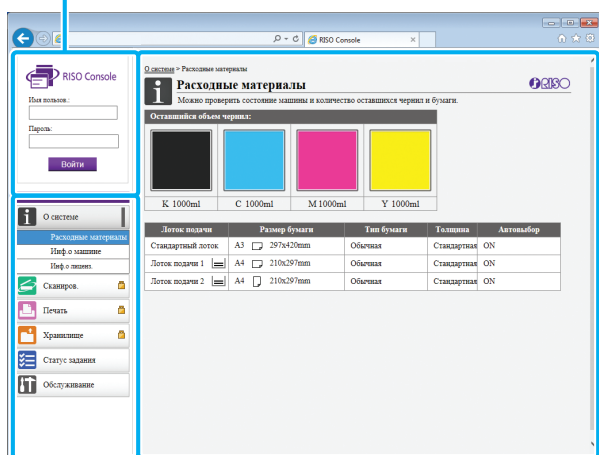 RISO Console
RISO Console
Имя пользов.:
Пароль:
Войти
О системе
Расходные материалы
Инф.о машине
Инф.о лиценз.
Сканиров.
Печать
Хранилище
Статус задания
Обслуживание
О системе > Расходные материалы
Расходные материалы
RISO
Можно проверить состояние машины и количество оставшихся чернил и бумаги.
Оставшийся объем чернил:
K 1000ml C 1000ml M 1000ml Y 1000ml
Лоток подачи Размер бумаги Тип бумаги Толщина Автовыбор
Стандартный лоток A3 297x420mm Обычная Стандартная ON
Лоток подачи 1 A4 210x297mm Обычная Стандартная ON
Лоток подачи 2 A4 210x297mm Обычная Стандартная ON